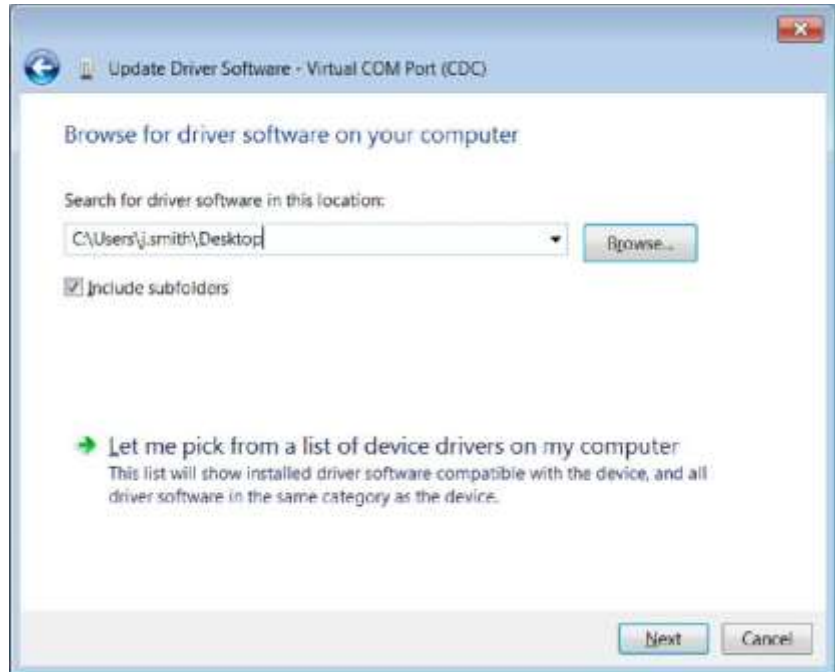 Update Driver Software - Virtual COM Port (CDC)
Browse for driver software on your computer
Search for driver software in this location:
C:\Users\j.smith\Desktop
Browse...
Include subfolders
Let me pick from a list of device drivers on my computer
This list will show installed driver software compatible with the device, and all
driver software in the same category as the device.
Next
Cancel